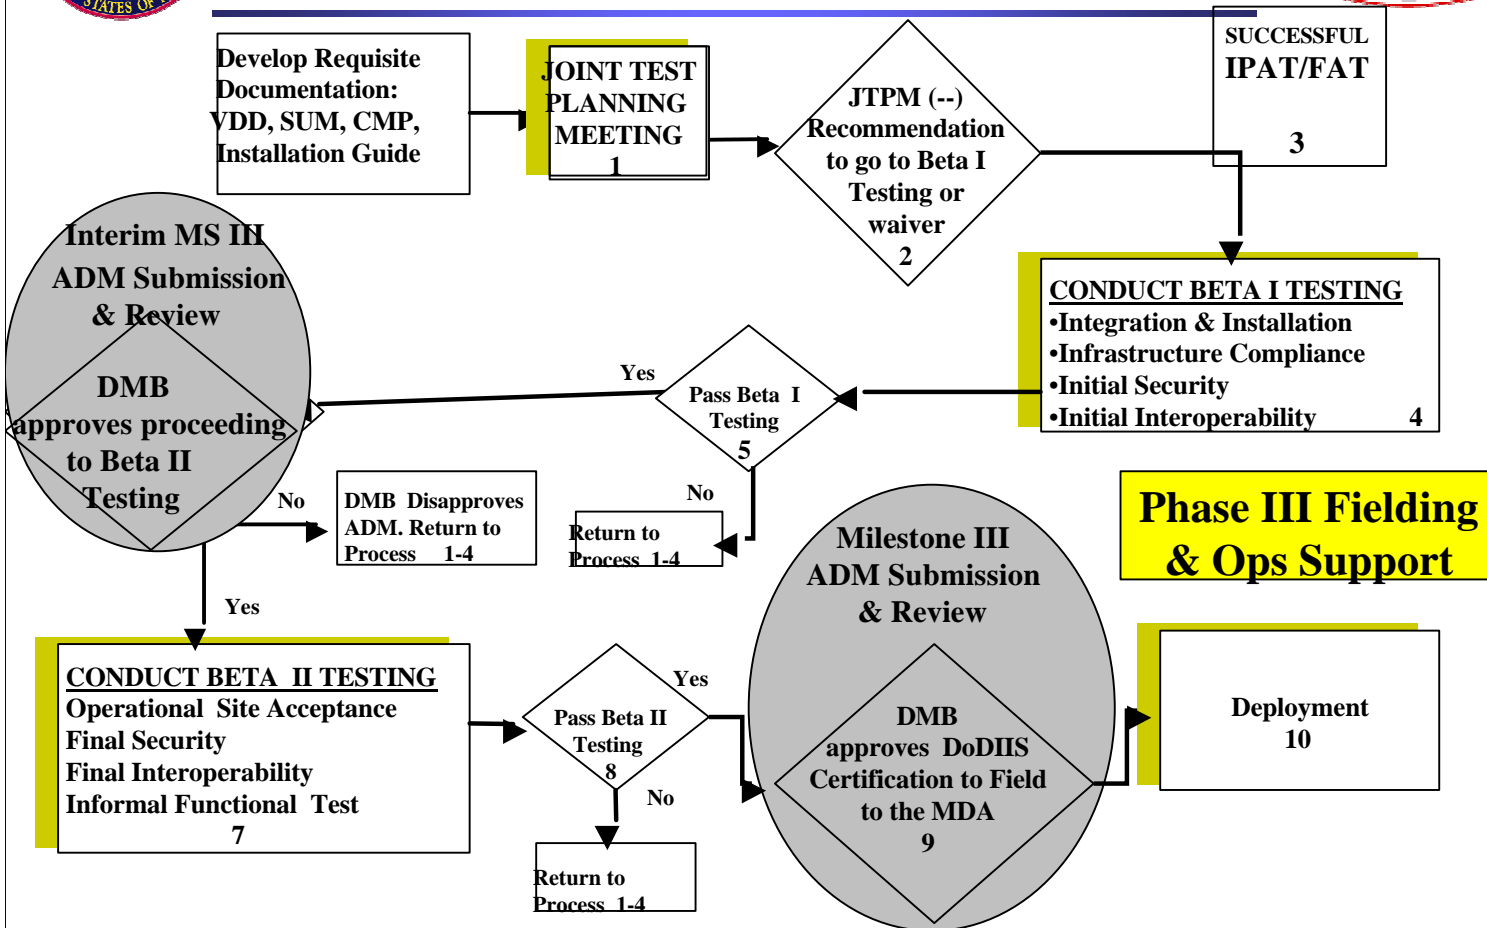 STATES OF
Develop Requisite
Documentation:
VDD, SUM, CMP,
Installation Guide
JOINT TEST
PLANNING
MEETING
1
JTPM (--)
Recommendation
to go to Beta I
Testing or
waiver
2
SUCCESSFUL
IPAT/FAT
3
Interim MS III
ADM Submission
& Review
DMB
approves proceeding
to Beta II
Testing
CONDUCT BETA I TESTING
•Integration & Installation
•Infrastructure Compliance
•Initial Security
•Initial Interoperability 4
Yes
Pass Beta I
Testing
5
No
Return to
Process 1-4
No
DMB Disapproves
ADM. Return to
Process 1-4
Yes
Phase III Fielding
& Ops Support
Milestone III
ADM Submission
& Review
DMB
approves DoDIIS
Certification to Field
to the MDA
9
CONDUCT BETA II TESTING
Operational Site Acceptance
Final Security
Final Interoperability
Informal Functional Test
7
Pass Beta II
Testing
8
Yes
No
Return to
Process 1-4
Deployment
10